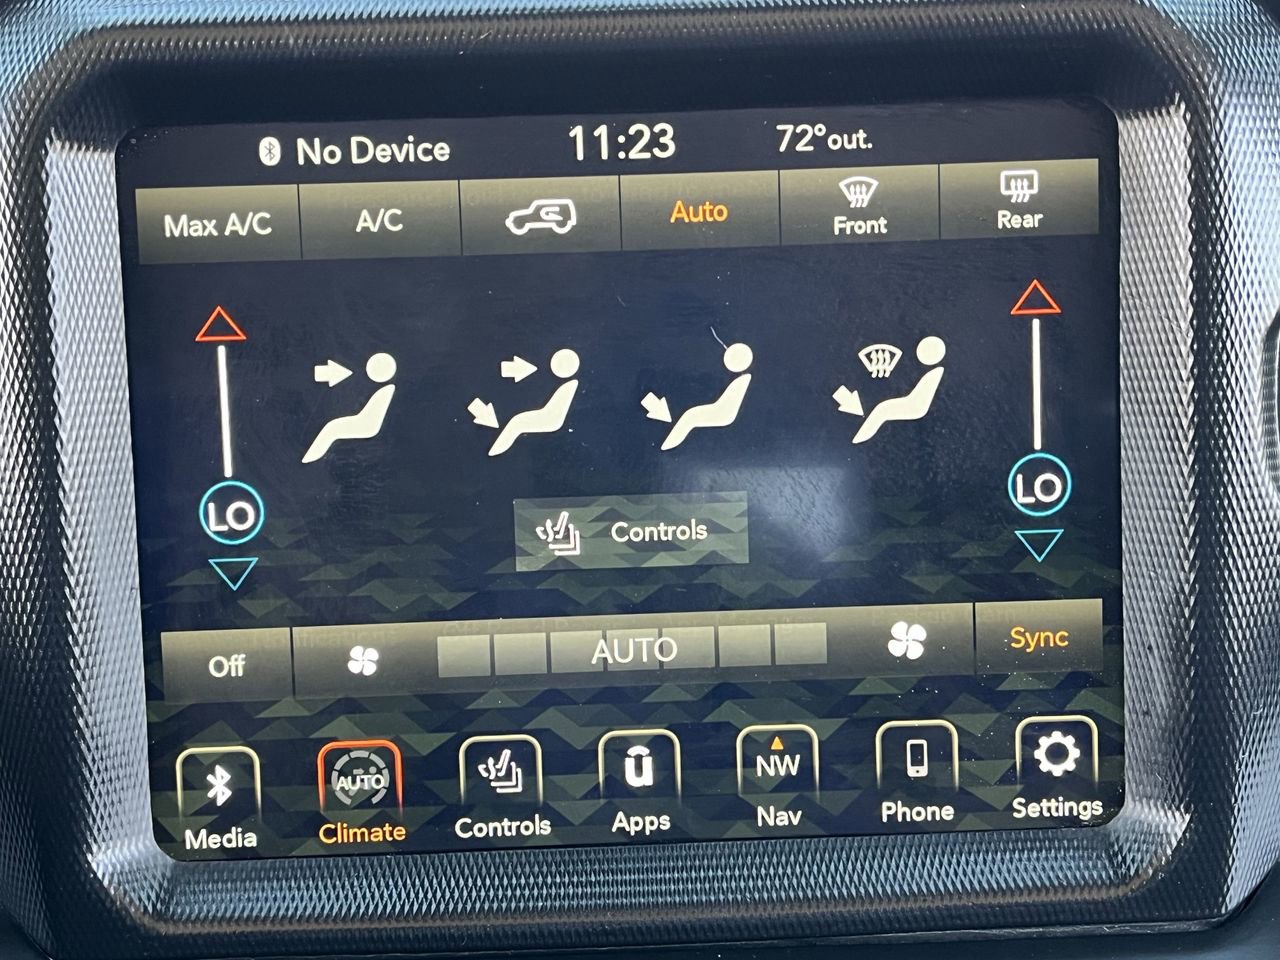 No Device 11:23 72°out.
Max A/C A/C Auto Front Rear
LO LO
Controls
Off AUTO Sync
AUTO NW
Media Climate Controls Apps Nav Phone Settings